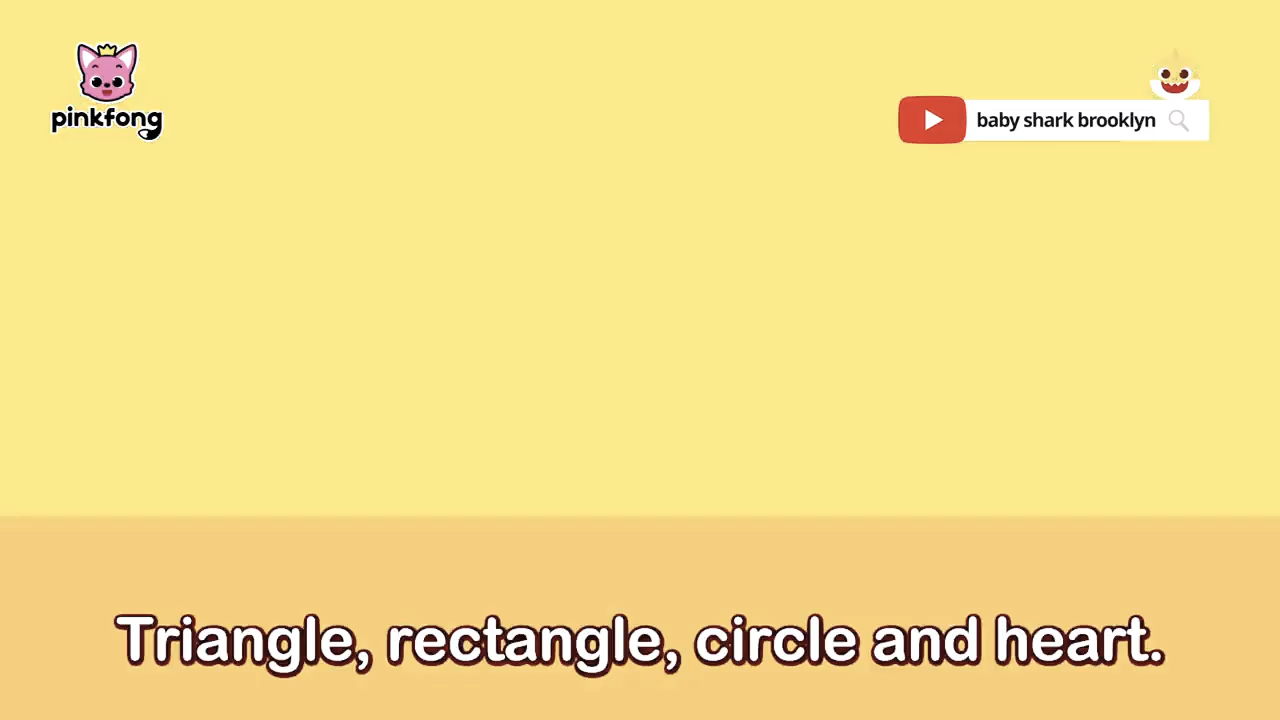 pinkfong
baby shark brooklyn
Triangle, rectangle, circle and heart.